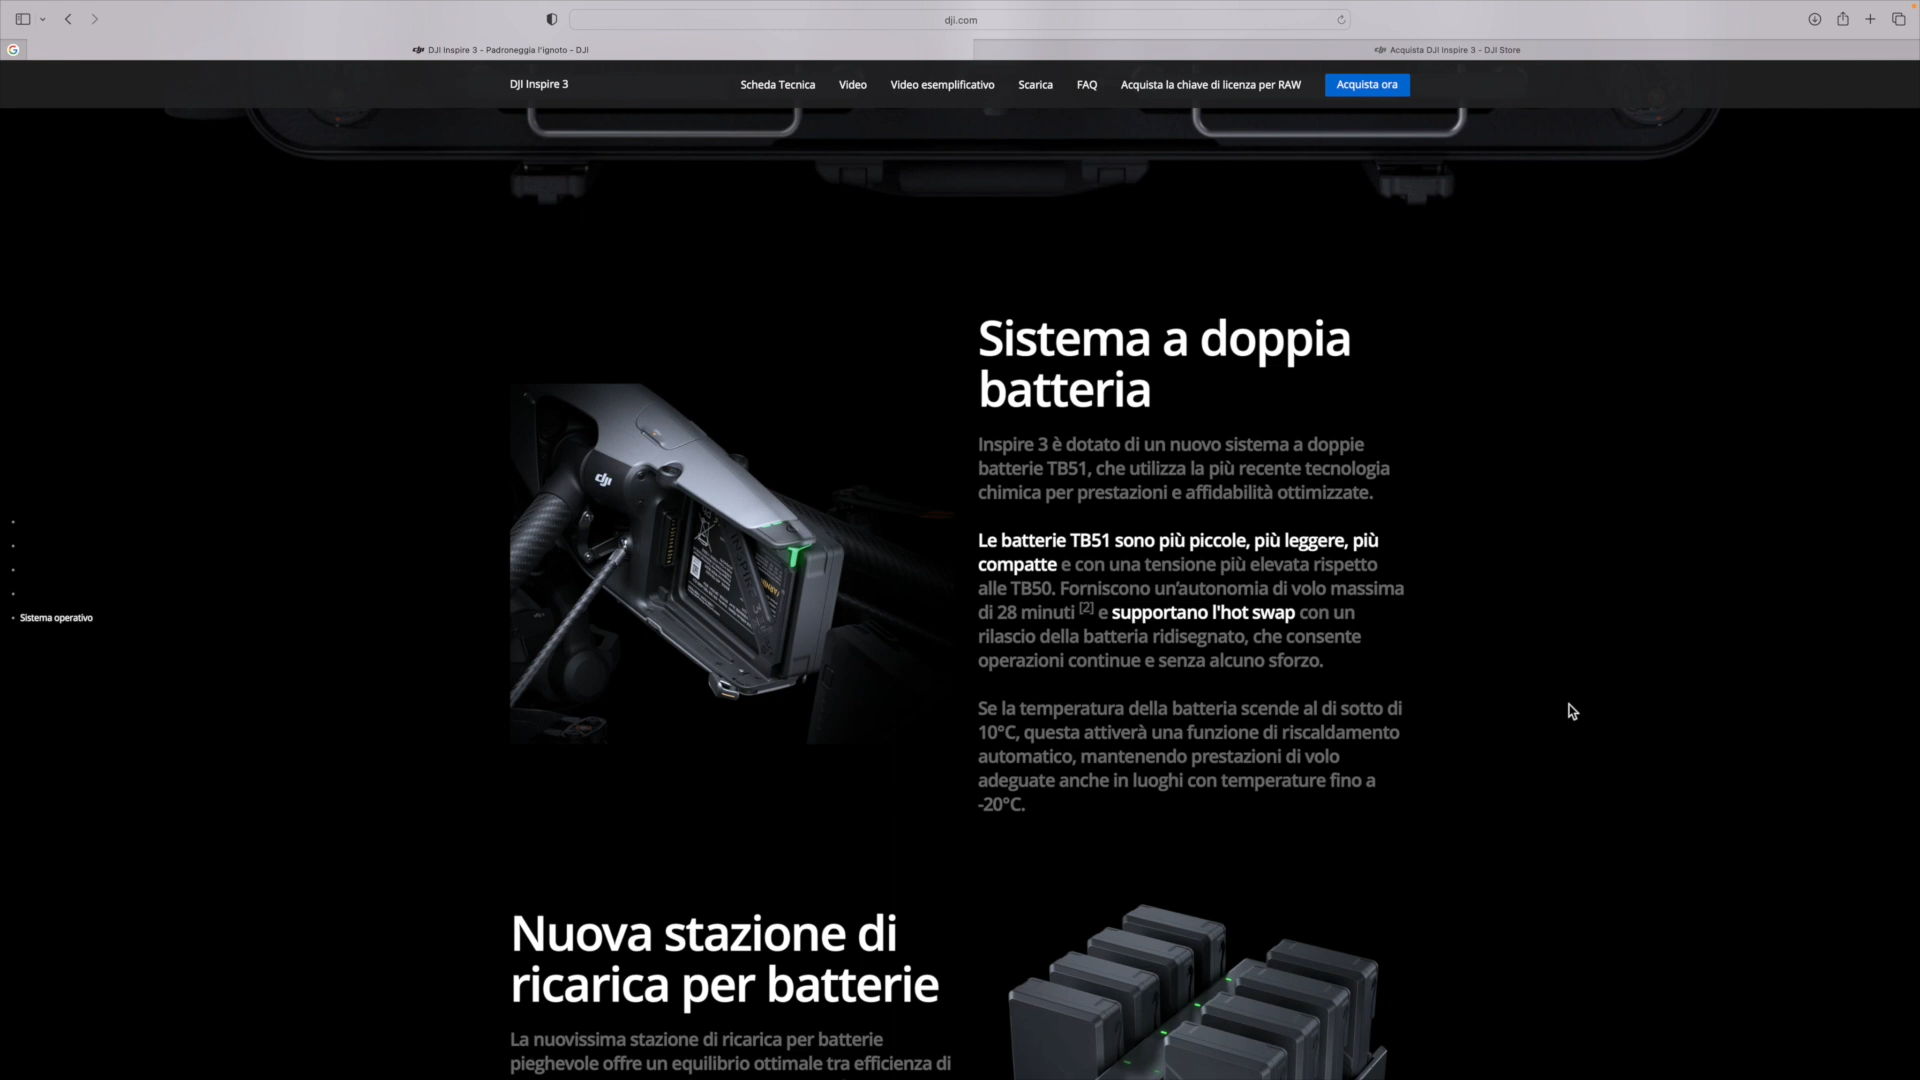 dji.com
DJI Inspire 3 - Padroneggia l'ignoto - DJI
Acquista DJI Inspire 3 - DJI Store
DJI Inspire 3
Scheda Tecnica
Video
Video esemplificativo
Scarica
FAQ
Acquista la chiave di licenza per RAW
Acquista ora
Sistema a doppia
batteria
Inspire 3 è dotato di un nuovo sistema a doppie
batterie TB51, che utilizza la più recente tecnologia
chimica per prestazioni e affidabilità ottimizzate.
Le batterie TB51 sono più piccole, più leggere, più
compatte e con una tensione più elevata rispetto
alle TB50. Forniscono un'autonomia di volo massima
di 28 minuti [2] e supportano l'hot swap con un
rilascio della batteria ridisegnato, che consente
operazioni continue e senza alcuno sforzo.
Se la temperatura della batteria scende al di sotto di
10°C, questa attiverà una funzione di riscaldamento
automatico, mantenendo prestazioni di volo
adeguate anche in luoghi con temperature fino a
-20°C.
dji
INSPIRE 3
Sistema operativo
Nuova stazione di
ricarica per batterie
La nuovissima stazione di ricarica per batterie
pieghevole offre un equilibrio ottimale tra efficienza di